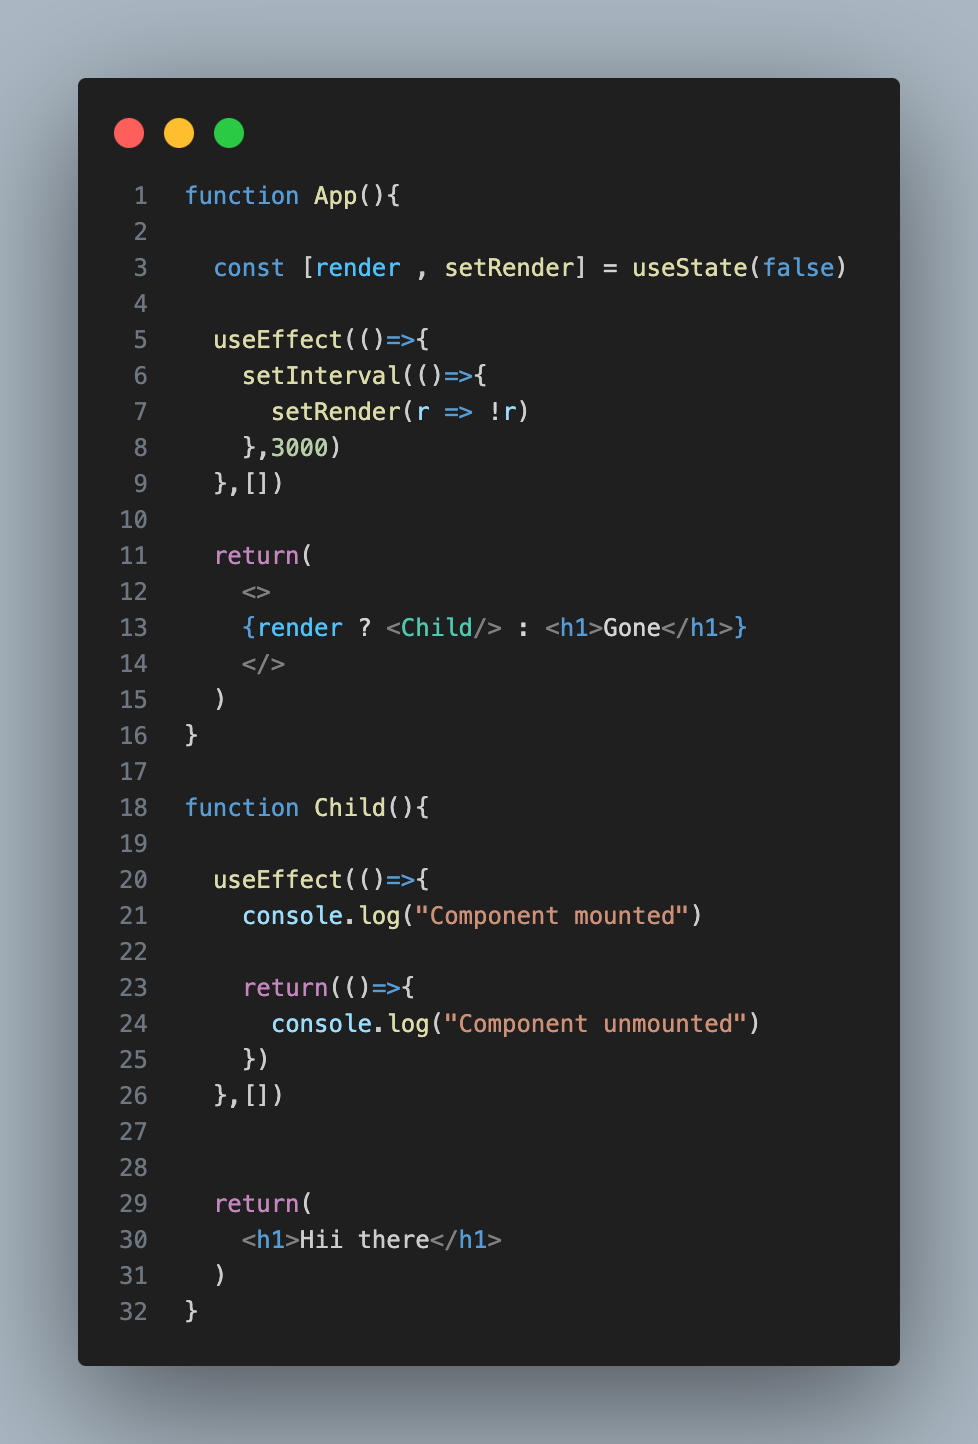 1 function App(){
2
3   const [render , setRender] = useState(false)
4
5   useEffect(()=>{
6     setInterval(()=>{
7       setRender(r => !r)
8     },3000)
9   },[])
10
11   return(
12     <>
13     {render ? <Child/> : <h1>Gone</h1>}
14     </>
15   )
16 }
17
18 function Child(){
19
20   useEffect(()=>{
21     console.log("Component mounted")
22
23     return(()=>{
24       console.log("Component unmounted")
25     })
26   },[])
27
28
29   return(
30     <h1>Hii there</h1>
31   )
32 }